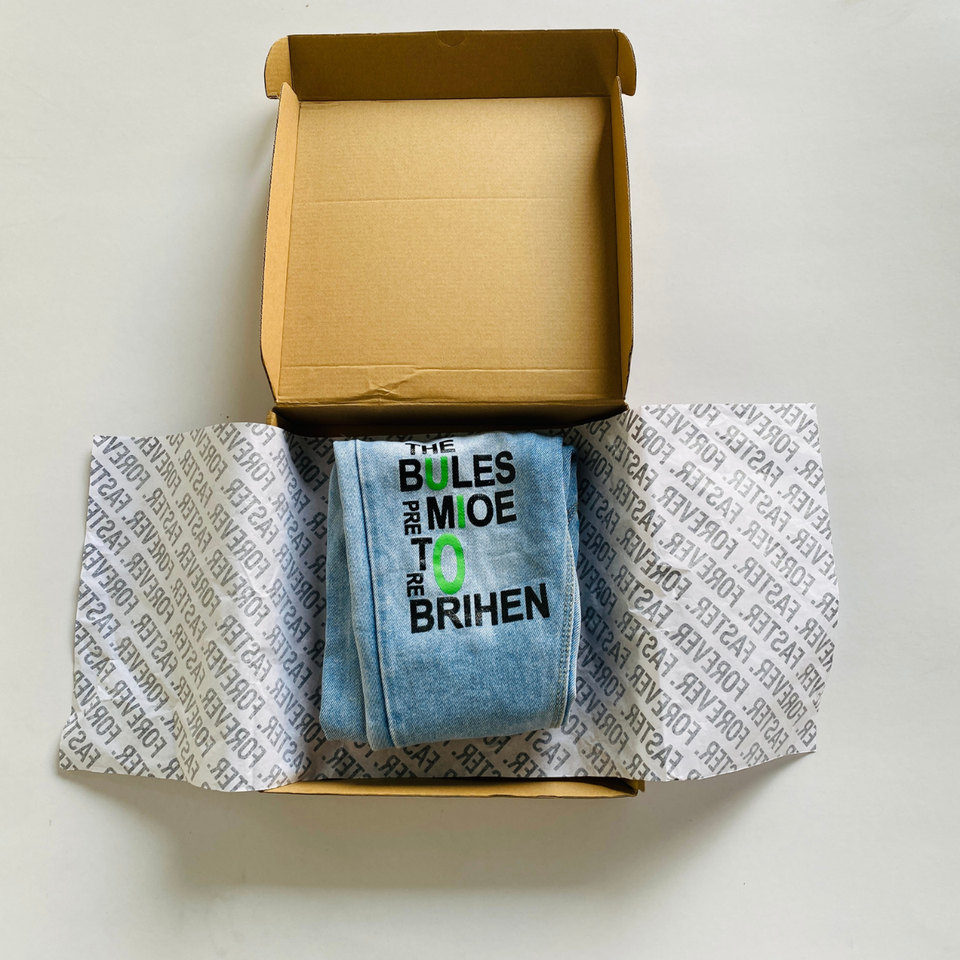 THE
BULES
PRE MIOE
TO
RE
BRIHEN
FOREVER. FASTER.